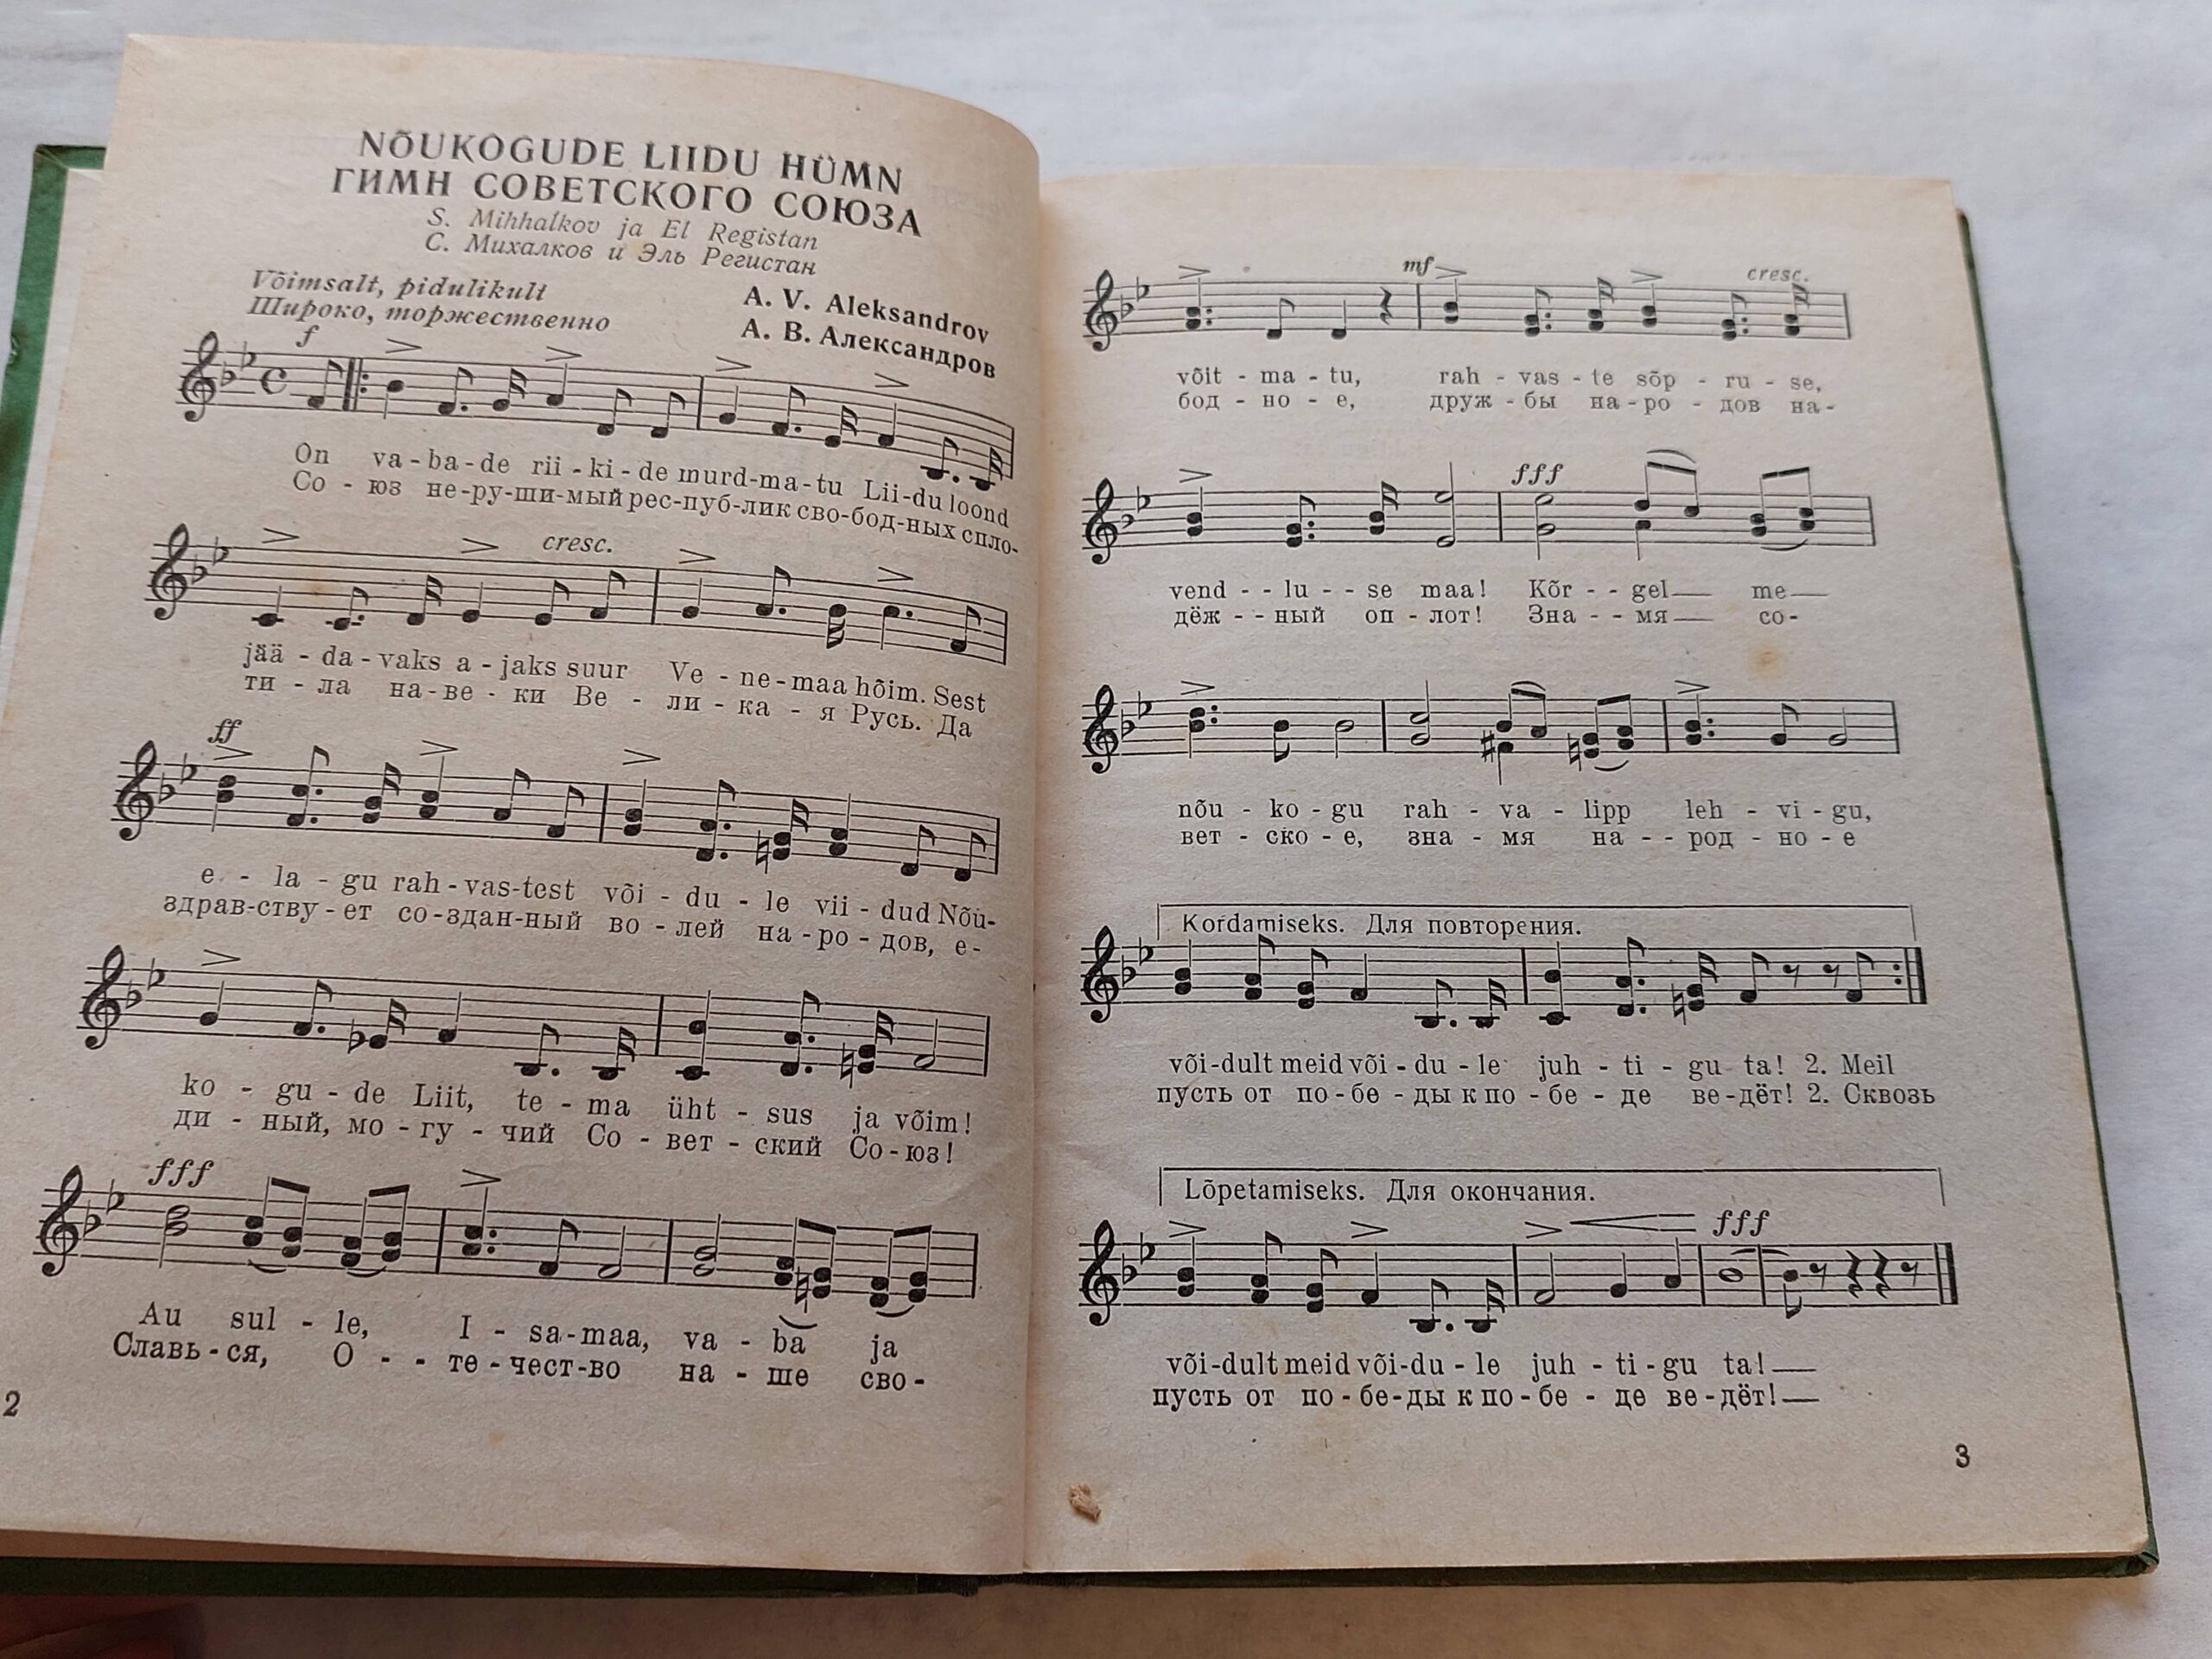 NÕUKOGUDE LIIDU HÜMN
ГИМН СОВЕТСКОГО СОЮЗА
S. Mihhalkov ja El Registan
С. Михалков и Эль Регистан
Võimsalt, pidulikult
A. V. Aleksandrov
Широко, торжественно
А. В. Александров
f
On va-ba-de rii-ki-de murd-ma-tu Lii-du loond
Со-юз не-ру-ши-мый рес-пуб-лик сво-бод-ных спло-
cresc.
jää-da-vaks a-jaks suur Ve-ne-maa hõim. Sest
ти-ла на-ве-ки Ве-ли-ка-я Русь. Да
ff
e-la-gu rah-vas-test või-du-le vii-dud Nõu-
здрав-ству-ет со-здан-ный во-лей на-ро-дов, е-
ko-gu-de Liit, te-ma üht-sus ja võim!
ди-ный, мо-гу-чий Со-вет-ский Со-юз!
fff
Au sul-le, I-sa-maa, va-ba ja
Славь-ся, О--те-чест-во на-ше сво-
2
mf cresc.
võit-ma-tu, rah-vas-te sõp-ru-se,
бод-но-е, друж-бы на-ро-дов на-
fff
vend--lu--se maa! Kõr--gel me
дёж--ный оп-лот! Зна--мя со-
nõu-ko-gu rah-va-lipp leh-vi-gu,
вет-ско-е, зна-мя на--род-но-е
Kordamiseks. Для повторения.
või-dult meid või-du-le juh-ti-gu ta! 2. Meil
пусть от по-бе-ды к по-бе-де ве-дёт! 2. Сквозь
Lõpetamiseks. Для окончания.
fff
või-dult meid või-du-le juh-ti-gu ta!
пусть от по-бе-ды к по-бе-де ве-дёт!
3